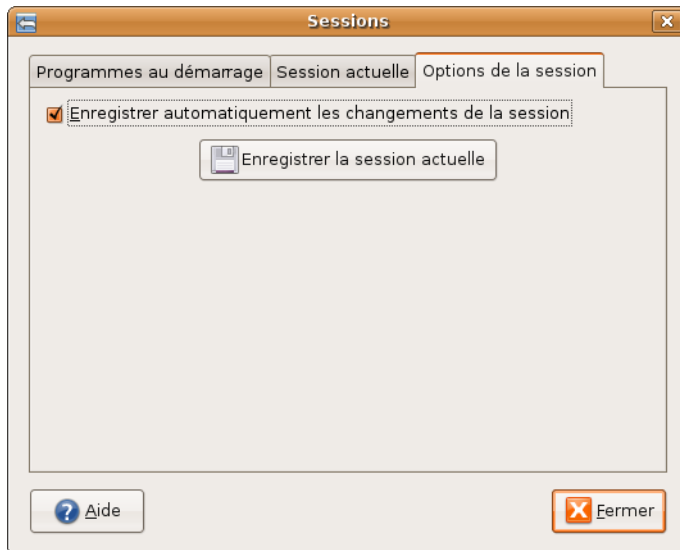 Sessions
Programmes au démarrage
Session actuelle
Options de la session
Enregistrer automatiquement les changements de la session
Enregistrer la session actuelle
Aide
Fermer